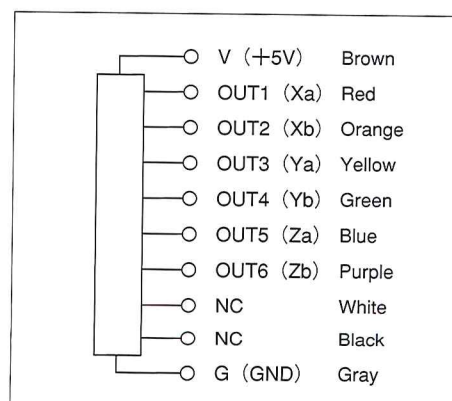 V (+5V) Brown
OUT1 (Xa) Red
OUT2 (Xb) Orange
OUT3 (Ya) Yellow
OUT4 (Yb) Green
OUT5 (Za) Blue
OUT6 (Zb) Purple
NC White
NC Black
G (GND) Gray